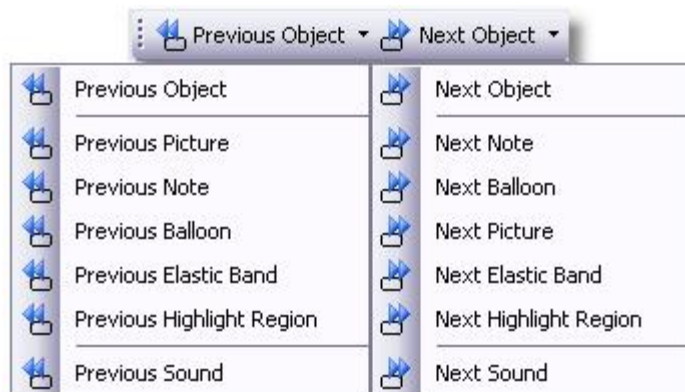 Previous Object Next Object
Previous Object
Previous Picture
Previous Note
Previous Balloon
Previous Elastic Band
Previous Highlight Region
Previous Sound
Next Object
Next Note
Next Balloon
Next Picture
Next Elastic Band
Next Highlight Region
Next Sound